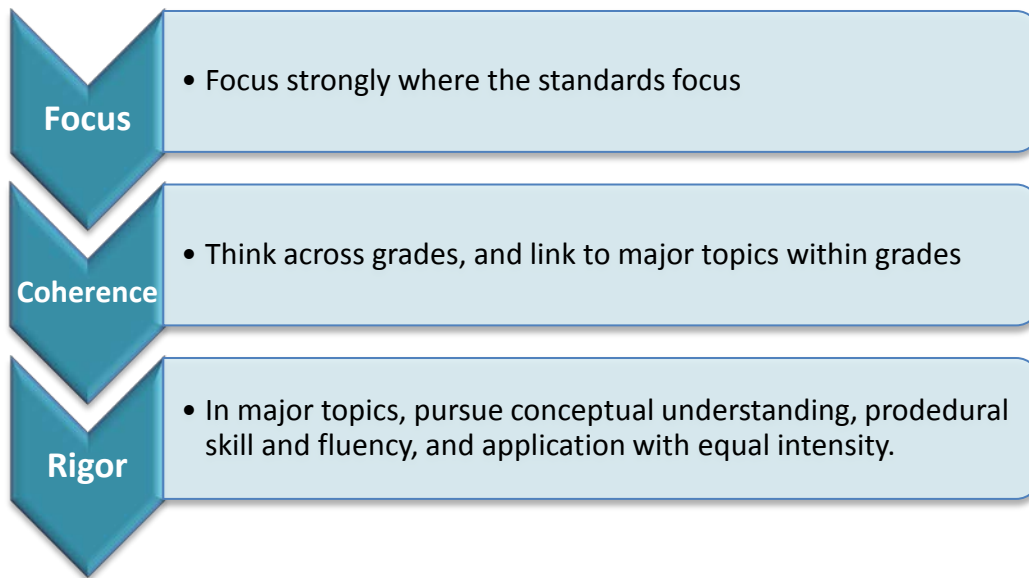 Focus
• Focus strongly where the standards focus
Coherence
• Think across grades, and link to major topics within grades
Rigor
• In major topics, pursue conceptual understanding, prodedural
skill and fluency, and application with equal intensity.